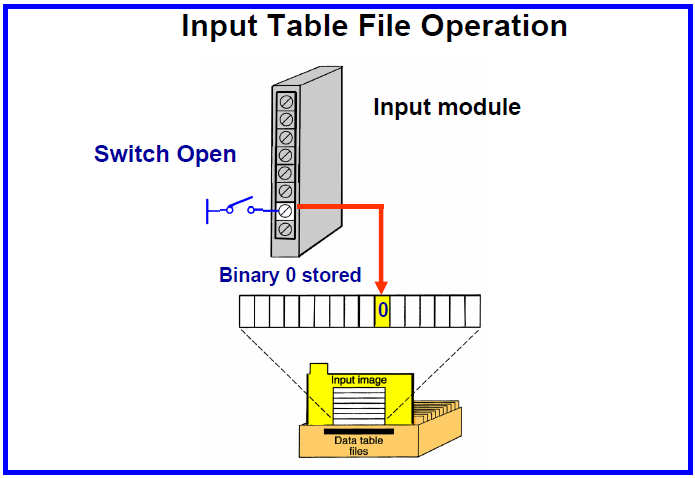 Input Table File Operation
Input module
Switch Open
Binary 0 stored
0
Input image
Data table
files